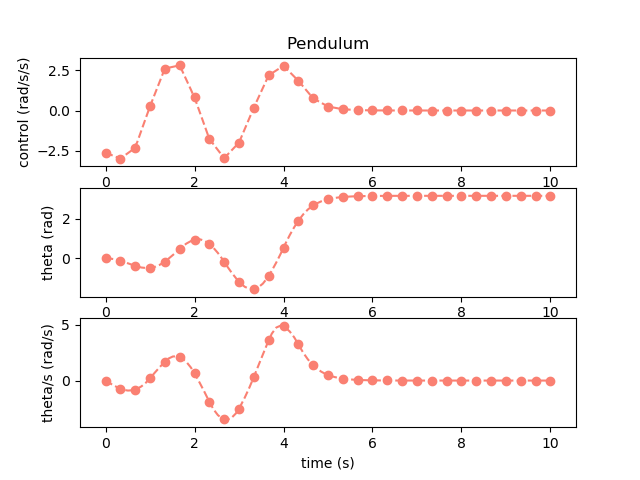 Pendulum
control (rad/s/s)
2.5
0.0
−2.5
0 2 4 6 8 10
theta (rad)
2
0
0 2 4 6 8 10
theta/s (rad/s)
5
0
0 2 4 6 8 10
time (s)